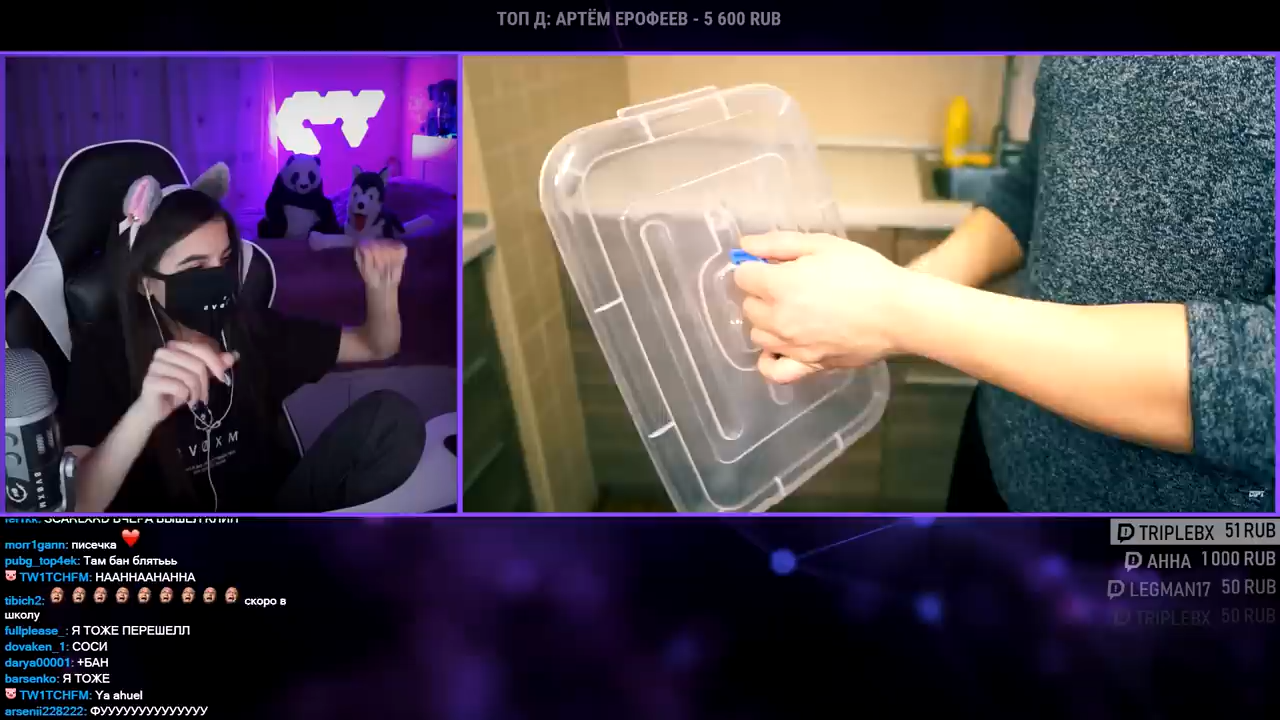 ТОП Д: АРТЁМ ЕРОФЕЕВ - 5 600 RUB
morr1gann: писечка
pubg_top4ek: Там бан блятььь
TW1TCHFM: НААННААНАННА
tibich2: скоро в
школу
fullplease_: Я ТОЖЕ ПЕРЕШЕЛЛ
dovaken_1: СОСИ
darya00001: +БАН
barsenko: Я ТОЖЕ
TW1TCHFM: Ya ahuel
arsenii228222: ФУУУУУУУУУУУУУУ
TRIPLEBX 51 RUB
АННА 1 000 RUB
LEGMAN17 50 RUB
TRIPLEBX 50 RUB